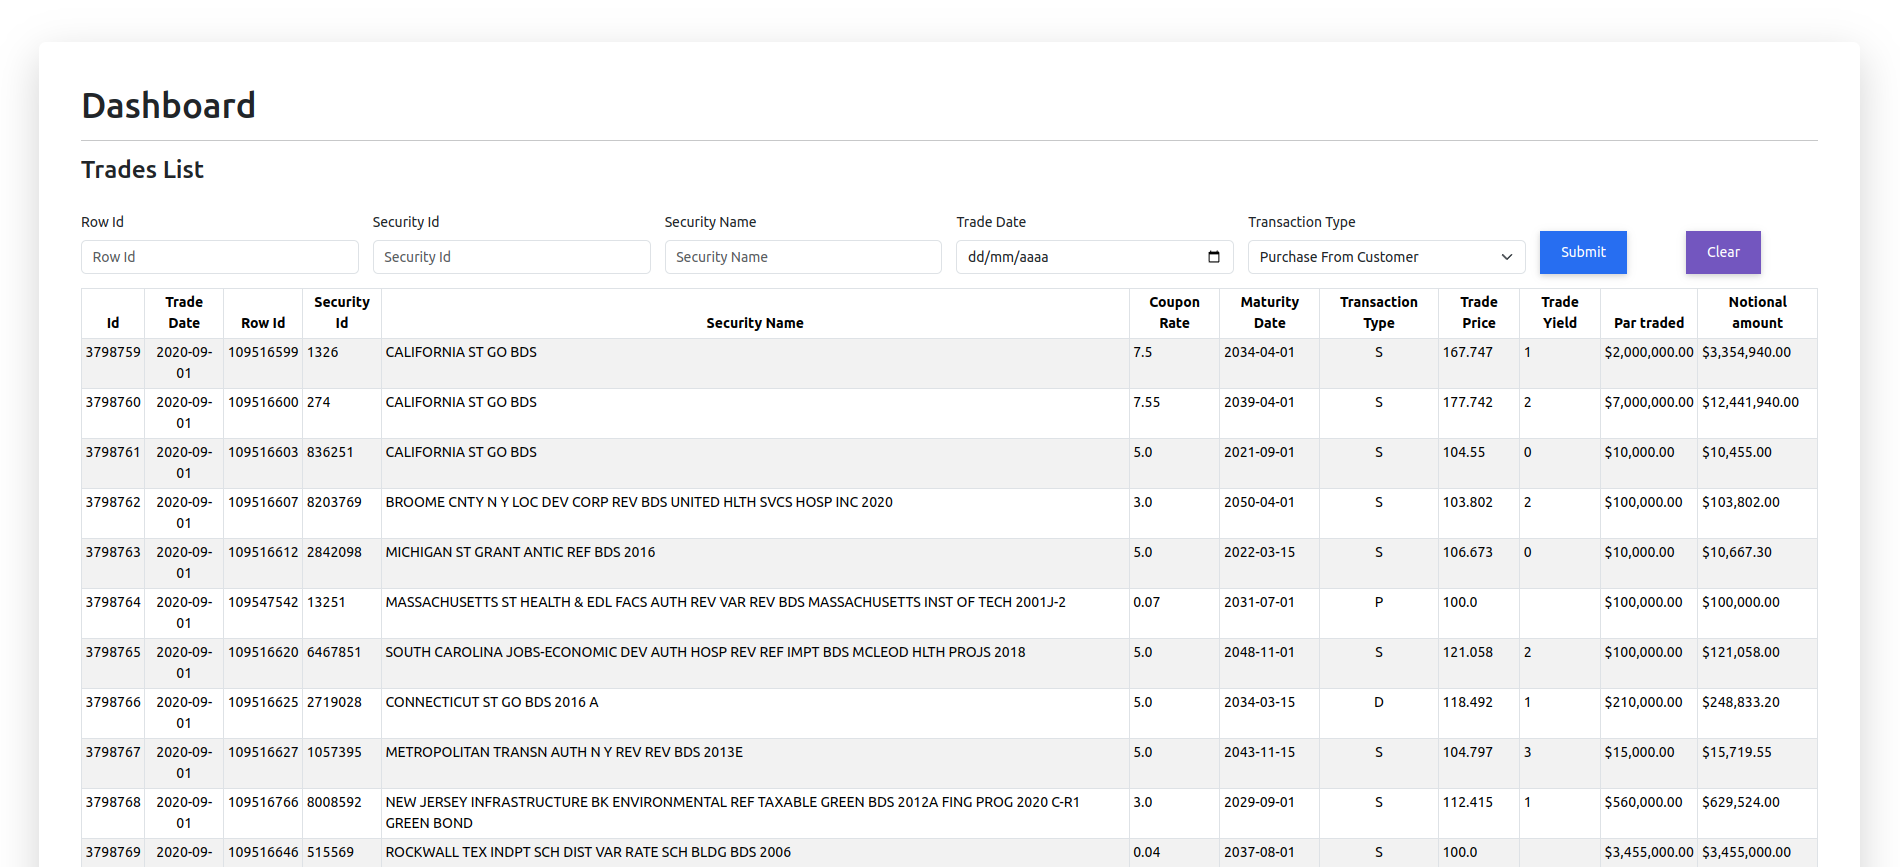 Dashboard
Trades List
Row Id Security Id Security Name Trade Date Transaction Type
Row Id Security Id Security Name dd/mm/aaaa Purchase From Customer Submit Clear
Id Trade Date Row Id Security Id Security Name Coupon Rate Maturity Date Transaction Type Trade Price Trade Yield Par traded Notional amount
3798759 2020-09-01 109516599 1326 CALIFORNIA ST GO BDS 7.5 2034-04-01 S 167.747 1 $2,000,000.00 $3,354,940.00
3798760 2020-09-01 109516600 274 CALIFORNIA ST GO BDS 7.55 2039-04-01 S 177.742 2 $7,000,000.00 $12,441,940.00
3798761 2020-09-01 109516603 836251 CALIFORNIA ST GO BDS 5.0 2021-09-01 S 104.55 0 $10,000.00 $10,455.00
3798762 2020-09-01 109516607 8203769 BROOME CNTY N Y LOC DEV CORP REV BDS UNITED HLTH SVCS HOSP INC 2020 3.0 2050-04-01 S 103.802 2 $100,000.00 $103,802.00
3798763 2020-09-01 109516612 2842098 MICHIGAN ST GRANT ANTIC REF BDS 2016 5.0 2022-03-15 S 106.673 0 $10,000.00 $10,667.30
3798764 2020-09-01 109547542 13251 MASSACHUSETTS ST HEALTH & EDL FACS AUTH REV VAR REV BDS MASSACHUSETTS INST OF TECH 2001J-2 0.07 2031-07-01 P 100.0 $100,000.00 $100,000.00
3798765 2020-09-01 109516620 6467851 SOUTH CAROLINA JOBS-ECONOMIC DEV AUTH HOSP REV REF IMPT BDS MCLEOD HLTH PROJS 2018 5.0 2048-11-01 S 121.058 2 $100,000.00 $121,058.00
3798766 2020-09-01 109516625 2719028 CONNECTICUT ST GO BDS 2016 A 5.0 2034-03-15 D 118.492 1 $210,000.00 $248,833.20
3798767 2020-09-01 109516627 1057395 METROPOLITAN TRANSN AUTH N Y REV REV BDS 2013E 5.0 2043-11-15 S 104.797 3 $15,000.00 $15,719.55
3798768 2020-09-01 109516766 8008592 NEW JERSEY INFRASTRUCTURE BK ENVIRONMENTAL REF TAXABLE GREEN BDS 2012A FING PROG 2020 C-R1 GREEN BOND 3.0 2029-09-01 S 112.415 1 $560,000.00 $629,524.00
3798769 2020-09- 109516646 515569 ROCKWALL TEX INDPT SCH DIST VAR RATE SCH BLDG BDS 2006 0.04 2037-08-01 S 100.0 $3,455,000.00 $3,455,000.00